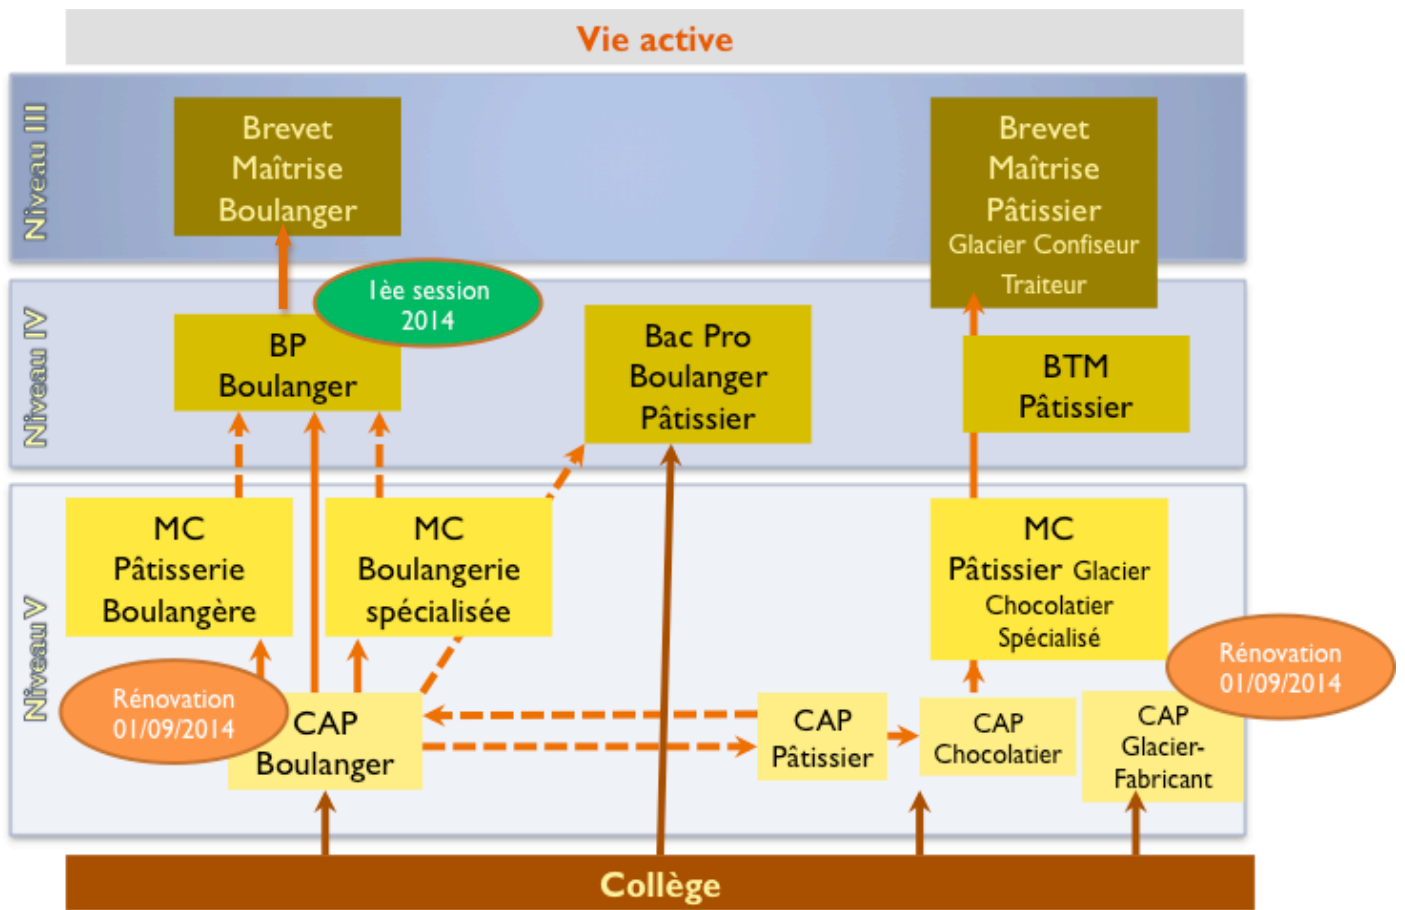 Vie active
Niveau III
Brevet
Maîtrise
Boulanger
Brevet
Maîtrise
Pâtissier
Glacier Confiseur
Traiteur
Niveau IV
1èe session
2014
BP
Boulanger
Bac Pro
Boulanger
Pâtissier
BTM
Pâtissier
Niveau V
MC
Pâtisserie
Boulangère
MC
Boulangerie
spécialisée
MC
Pâtissier Glacier
Chocolatier
Spécialisé
Rénovation
01/09/2014
Rénovation
01/09/2014
CAP
Boulanger
CAP
Pâtissier
CAP
Chocolatier
CAP
Glacier-
Fabricant
Collège